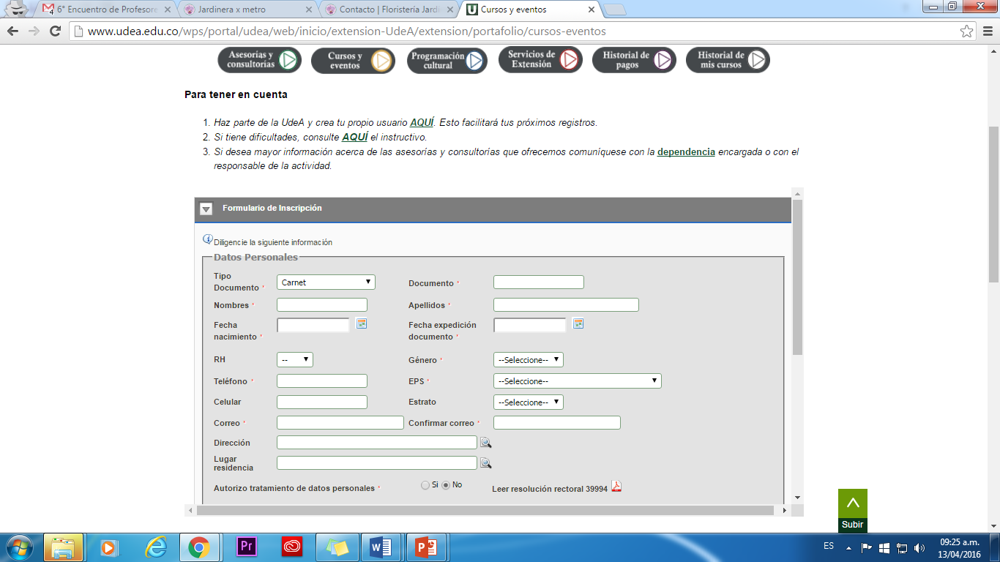 4
6° Encuentro de Profesore
Jardinera x metro
Contacto | Floristería Jardi
U Cursos y eventos
www.udea.edu.co/wps/portal/udea/web/inicio/extension-UdeA/extension/portafolio/cursos-eventos
Asesorías y
consultorías
Cursos y
eventos
Programación
cultural
Servicios de
Extensión
Historial de
pagos
Historial de
mis cursos
Para tener en cuenta
1. Haz parte de la UdeA y crea tu propio usuario AQUÍ. Esto facilitará tus próximos registros.
2. Si tiene dificultades, consulte AQUÍ el instructivo.
3. Si desea mayor información acerca de las asesorías y consultorías que ofrecemos comuníquese con la dependencia encargada o con el
responsable de la actividad.
Formulario de Inscripción
Diligencie la siguiente información
Datos Personales
Tipo
Documento *
Carnet
Documento *
Nombres *
Apellidos *
Fecha
nacimiento *
Fecha expedición
documento *
RH
--
Género *
--Seleccione--
Teléfono *
EPS *
--Seleccione--
Celular
Estrato
--Seleccione--
Correo *
Confirmar correo *
Dirección
Lugar
residencia
Autorizo tratamiento de datos personales *
Si
No
Leer resolución rectoral 39994
Subir
Pr
W
P
ES
09:25 a.m.
13/04/2016